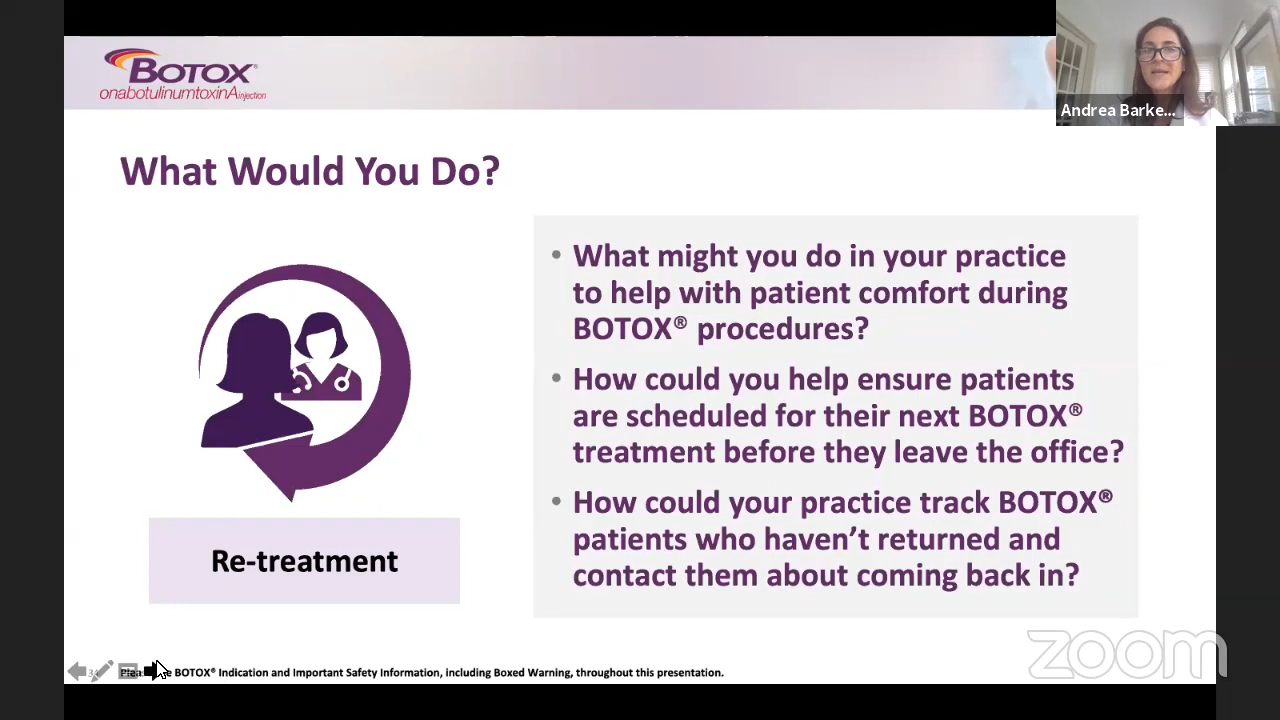 BOTOX®
onabotulinumtoxinA injection
Andrea Barke...
What Would You Do?
• What might you do in your practice
to help with patient comfort during
BOTOX® procedures?
• How could you help ensure patients
are scheduled for their next BOTOX®
treatment before they leave the office?
• How could your practice track BOTOX®
patients who haven’t returned and
contact them about coming back in?
Re-treatment
BOTOX® Indication and Important Safety Information, including Boxed Warning, throughout this presentation.
zoom